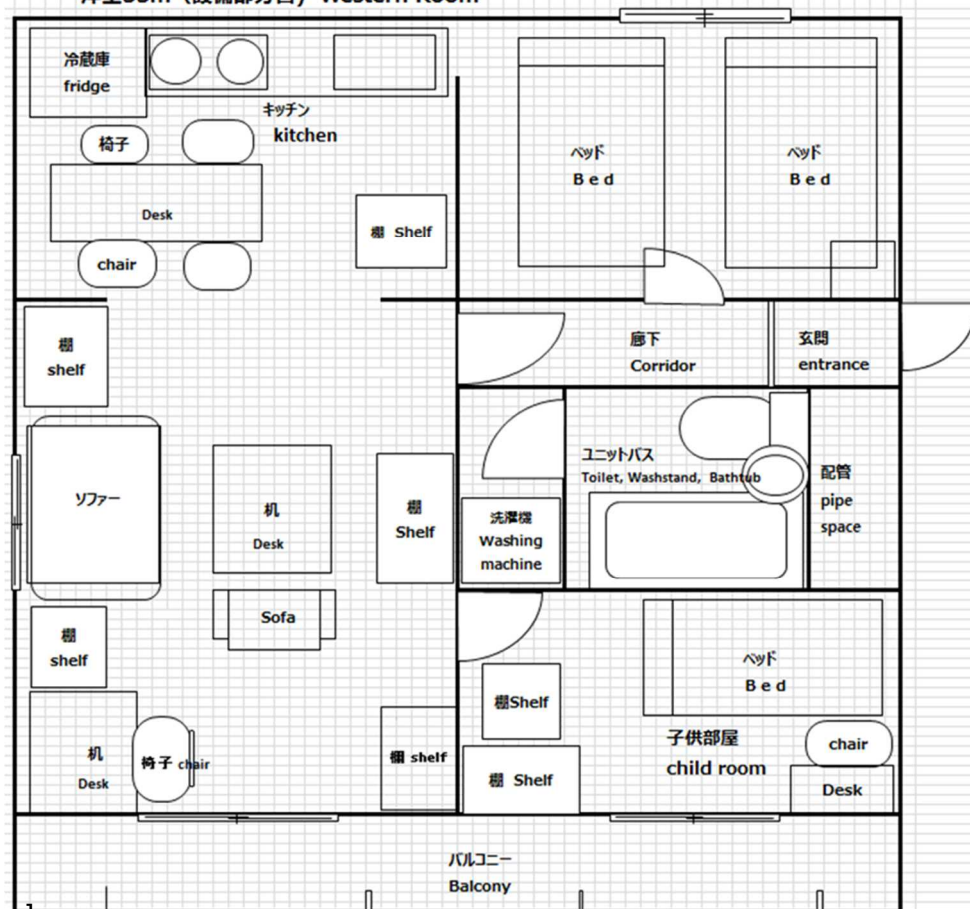 冷蔵庫
fridge
キッチン
kitchen
椅子
Desk
chair
棚 Shelf
ベッド
Bed
ベッド
Bed
廊下
Corridor
玄関
entrance
棚
shelf
ソファー
机
Desk
棚
Shelf
Sofa
ユニットバス
Toilet, Washstand, Bathtub
洗濯機
Washing
machine
配管
pipe
space
棚
shelf
机
Desk
椅子 chair
棚 shelf
棚Shelf
棚 Shelf
ベッド
Bed
子供部屋
child room
chair
Desk
バルコニー
Balcony